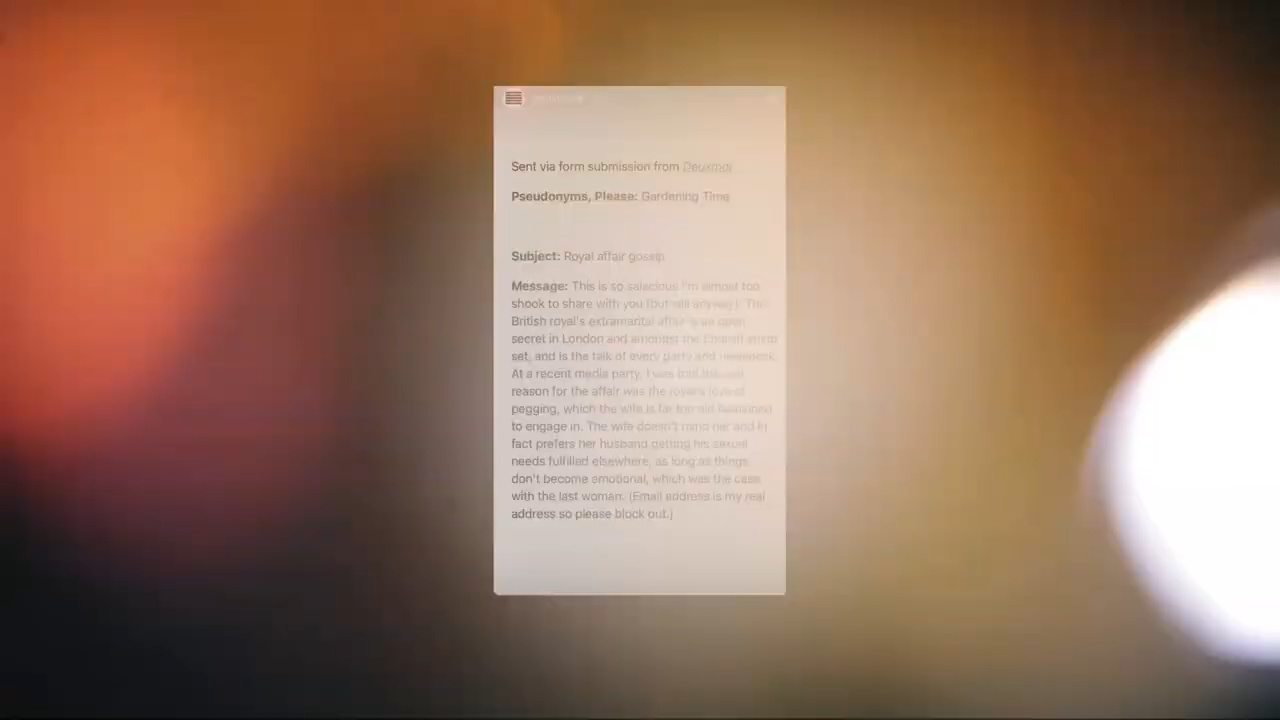 Sent via form submission from Deuxmoi
Pseudonyms, Please: Gardening Time
Subject: Royal affair gossip
Message: This is so salacious I'm almost too
shook to share with you (but will anyway). This
British royal's extramarital affair is an open
secret in London and amongst the English
set, and is the talk of every party and
At a recent media party, I was told the real
reason for the affair was the royal's love of
pegging, which the wife is far too old fashioned
to engage in. The wife doesn't mind and in
fact prefers her husband getting his sexual
needs fulfilled elsewhere, as long as things
don't become emotional, which was the case
with the last woman. (Email address is my real
address so please block out.)